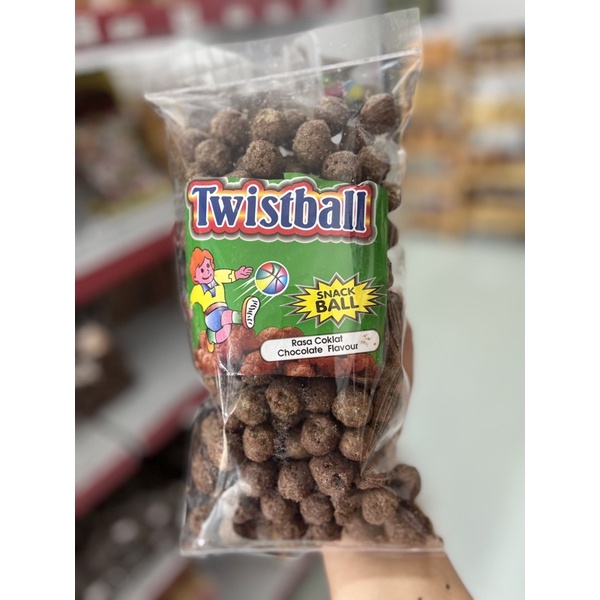 Twistball
SNACK
BALL
Rasa Coklat
Chocolate Flavour